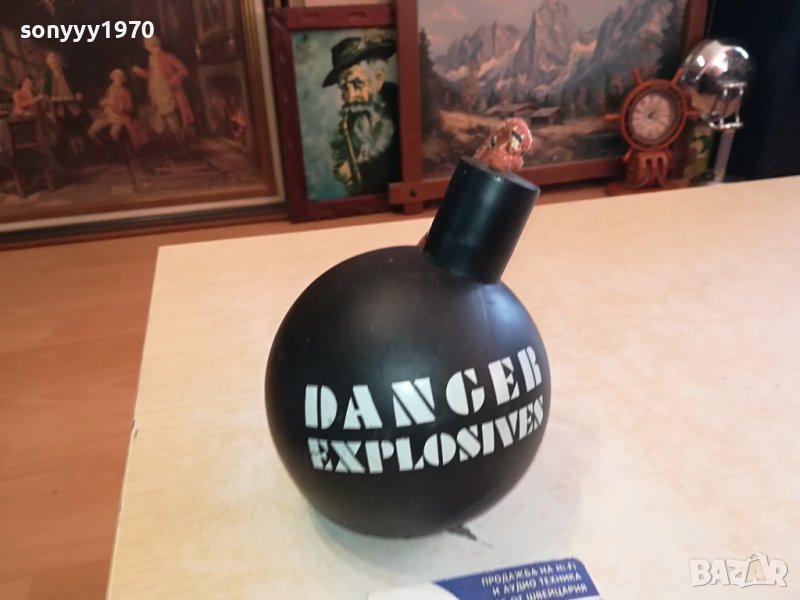 sonyyy1970
DANGER
EXPLOSIVES
ПРОДАЖБА НА HI-FI
И АУДИО ТЕХНИКА
ОТ ШВЕЙЦАРИЯ
BAZAR